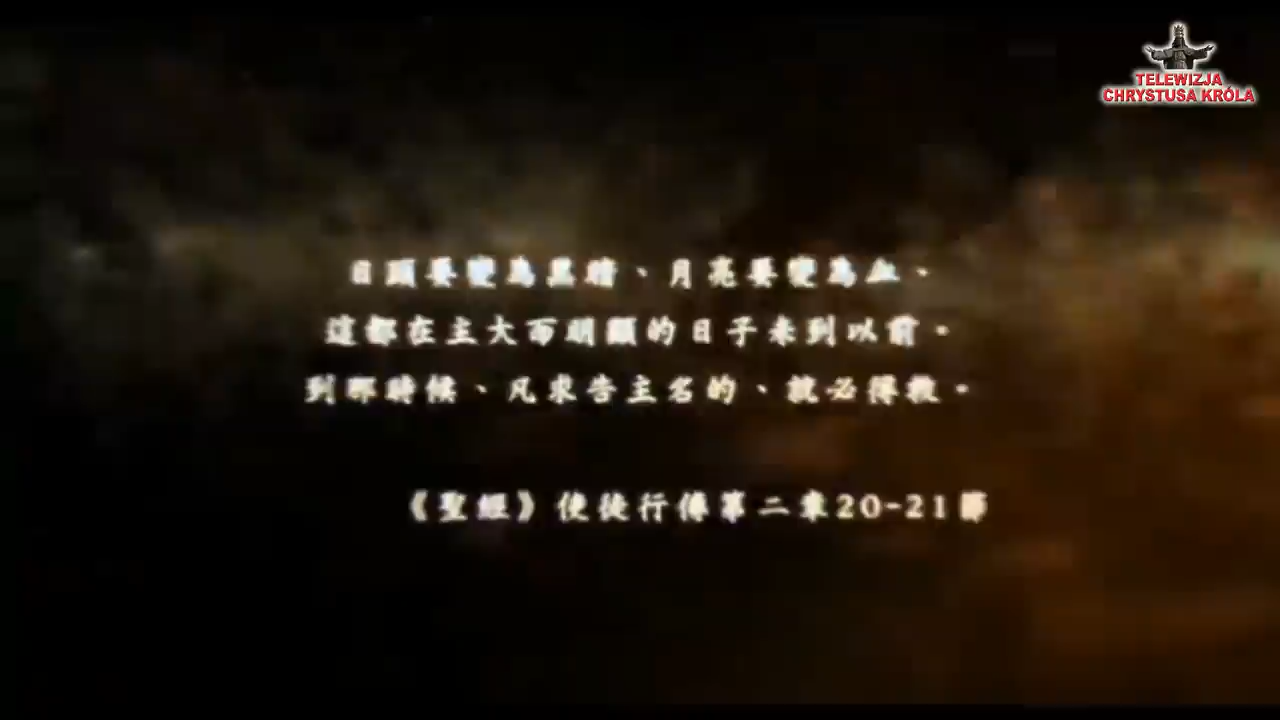 TELEWIZJA
CHRYSTUSA KRÓLA
日頭要變為黑暗、月亮要變為血、
這都在主大而明顯的日子未到以前。
到那時候、凡求告主名的、就必得救。
《聖經》使徒行傳第二章20-21節